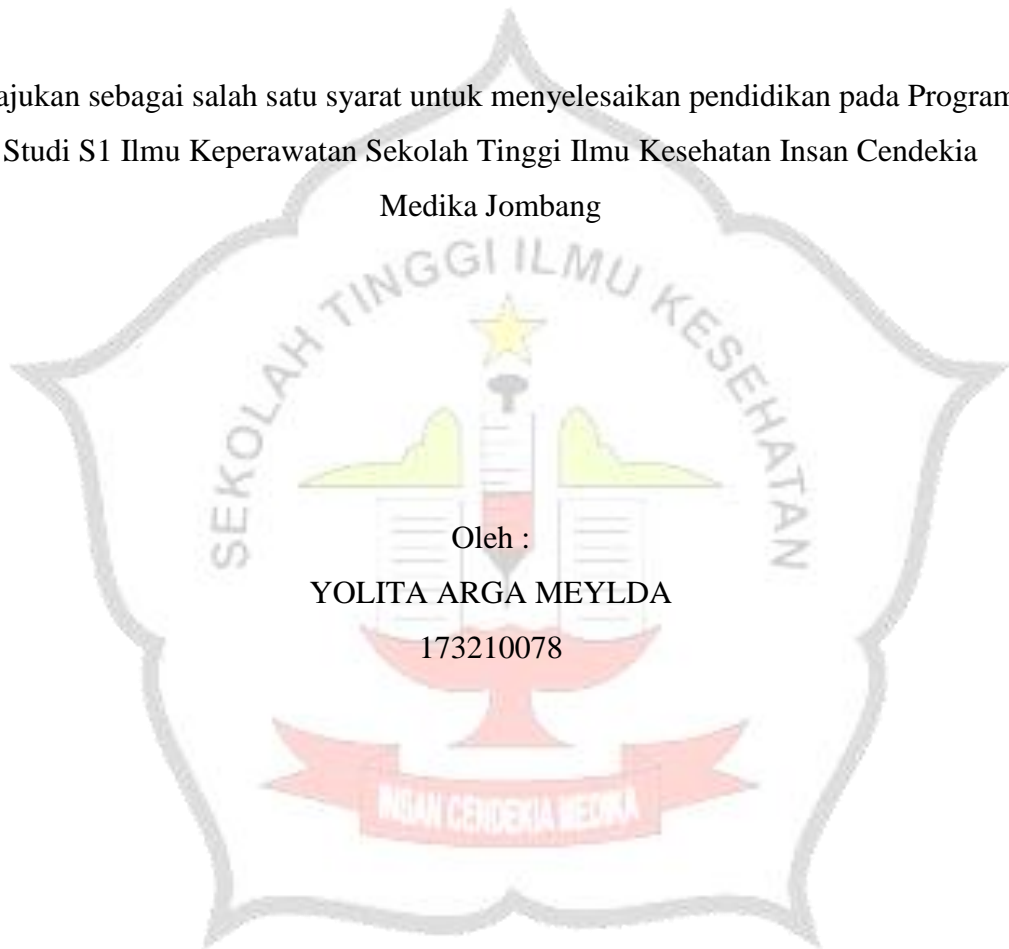 ajukan sebagai salah satu syarat untuk menyelesaikan pendidikan pada Program
Studi S1 Ilmu Keperawatan Sekolah Tinggi Ilmu Kesehatan Insan Cendekia
Medika Jombang
SEKOLAH TINGGI ILMU KESEHATAN
Oleh :
YOLITA ARGA MEYLDA
173210078
INSAN CENDEKIA MEDIKA